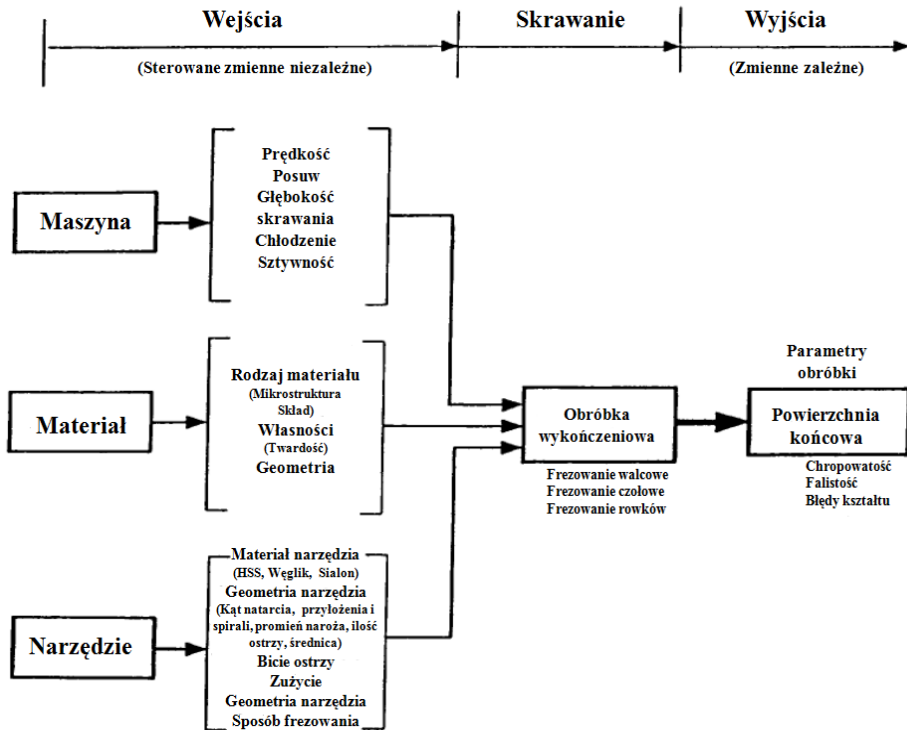 Wejścia
Skrawanie
Wyjścia
(Sterowane zmienne niezależne)
(Zmienne zależne)
Maszyna
Prędkość
Posuw
Głębokość
skrawania
Chłodzenie
Sztywność
Materiał
Rodzaj materiału
(Mikrostruktura
Skład)
Własności
(Twardość)
Geometria
Narzędzie
Materiał narzędzia
(HSS, Węglik, Sialon)
Geometria narzędzia
(Kąt natarcia, przyłożenia i
spirali, promień naroża, ilość
ostrzy, średnica)
Bicie ostrzy
Zużycie
Geometria narzędzia
Sposób frezowania
Obróbka
wykończeniowa
Frezowanie walcowe
Frezowanie czołowe
Frezowanie rowków
Parametry
obróbki
Powierzchnia
końcowa
Chropowatość
Falistość
Błędy kształtu